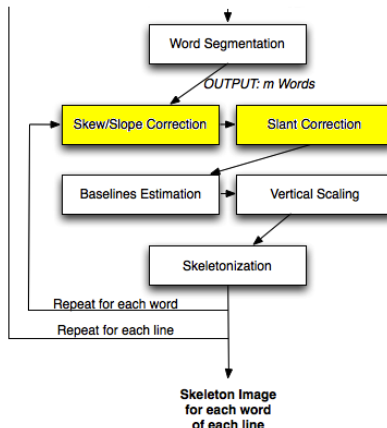 Word Segmentation
OUTPUT: m Words
Skew/Slope Correction
Slant Correction
Baselines Estimation
Vertical Scaling
Skeletonization
Repeat for each word
Repeat for each line
Skeleton Image
for each word
of each line